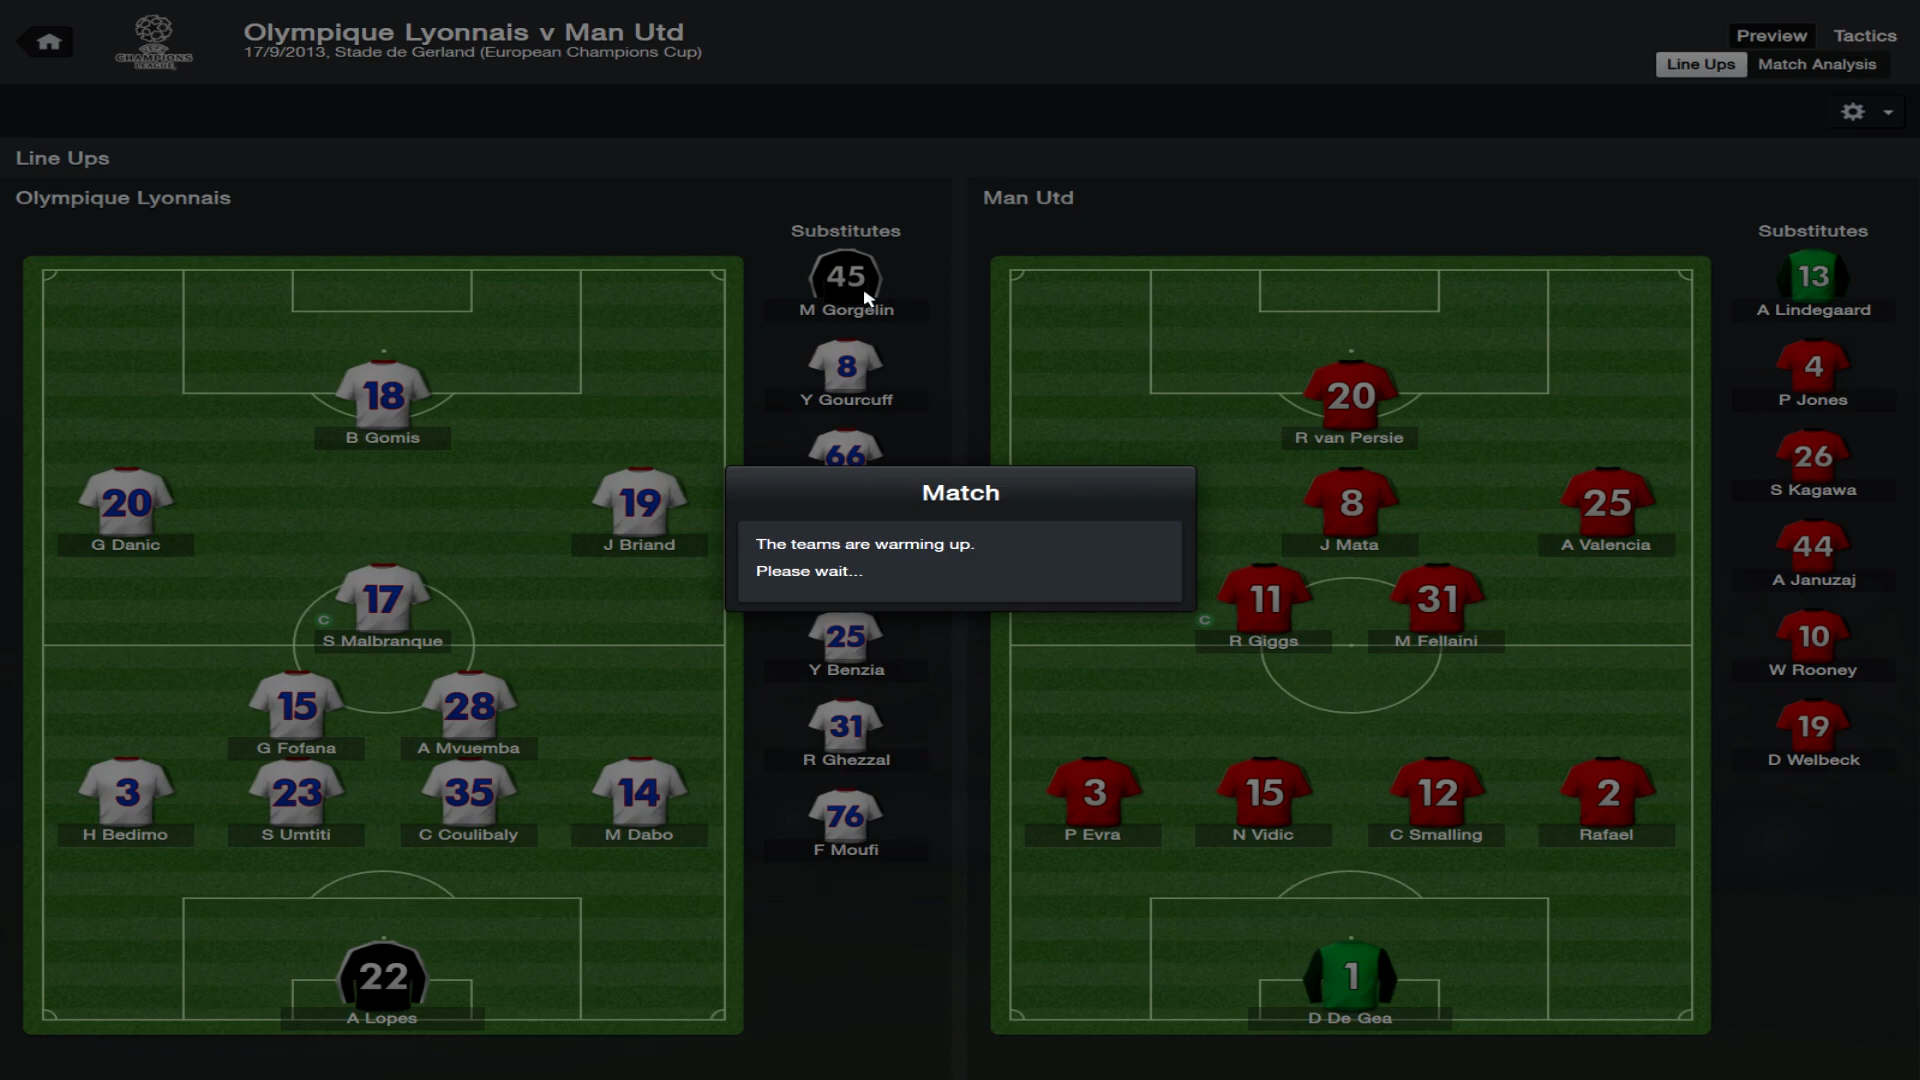 UEFA
CHAMPIONS
LEAGUE
Olympique Lyonnais v Man Utd
17/9/2013, Stade de Gerland (European Champions Cup)
Preview Tactics
Line Ups Match Analysis
Line Ups
Olympique Lyonnais
Substitutes
45
M Gorgelin
8
Y Gourcuff
66
25
Y Benzia
31
R Ghezzal
76
F Moufi
18
B Gomis
20
G Danic
19
J Briand
17
C
S Malbranque
15
G Fofana
28
A Mvuemba
3
H Bedimo
23
S Umtiti
35
C Coulibaly
14
M Dabo
22
A Lopes
Match
The teams are warming up.
Please wait...
Man Utd
Substitutes
13
A Lindegaard
4
P Jones
26
S Kagawa
44
A Januzaj
10
W Rooney
19
D Welbeck
20
R van Persie
8
J Mata
25
A Valencia
11
C
R Giggs
31
M Fellaini
3
P Evra
15
N Vidic
12
C Smalling
2
Rafael
1
D De Gea